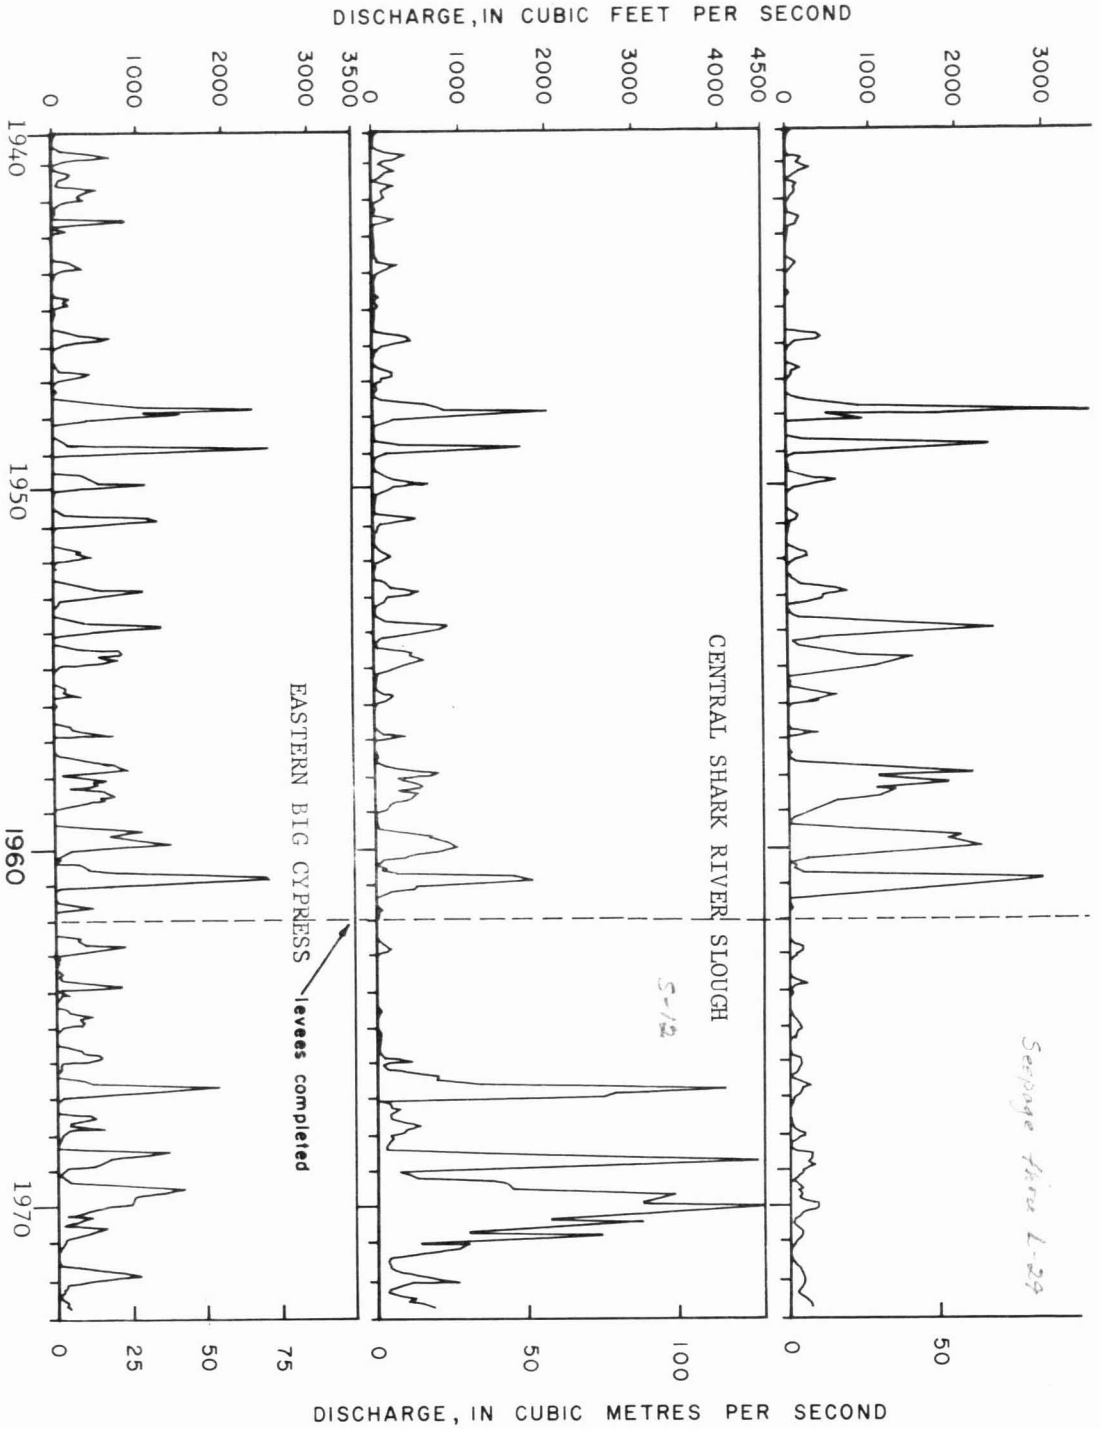 DISCHARGE, IN CUBIC FEET PER SECOND
0 1000 2000 3000 3500
0 1000 2000 3000 4000 4500
0 1000 2000 3000
1940
1950
1960
1970
EASTERN BIG CYPRESS
levees completed
CENTRAL SHARK RIVER SLOUGH
S-12
Seepage thru L-29
0 25 50 75
0 50 100
0 50
DISCHARGE, IN CUBIC METRES PER SECOND